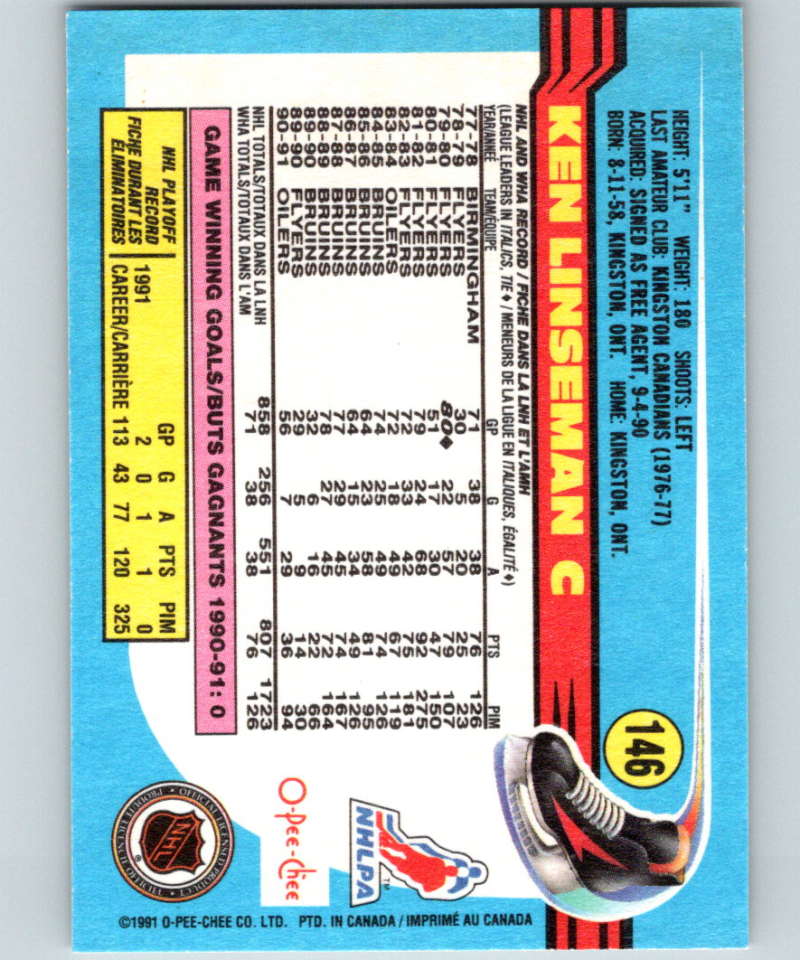 KEN LINSEMAN C
146
HEIGHT: 5'11" WEIGHT: 180 SHOOTS: LEFT
LAST AMATEUR CLUB: KINGSTON CANADIANS (1976-77)
ACQUIRED: SIGNED AS FREE AGENT, 9-4-90
BORN: 8-11-58, KINGSTON, ONT. HOME: KINGSTON, ONT.
NHL AND WHA RECORD / FICHE DANS LA LNH ET L'AMH
(LEAGUE LEADERS IN ITALICS, TIE ♦ / MENEURS DE LA LIGUE EN ITALIQUES, ÉGALITÉ ♦)
YEAR/ANNÉE TEAM/ÉQUIPE GP G A PTS PIM
77-78 BIRMINGHAM 71 38 38 76 126
78-79 FLYERS 30 5 20 25 23
79-80 FLYERS 80♦ 22 57 79 107
80-81 FLYERS 51 17 30 47 150
81-82 FLYERS 79 24 68 92 275
82-83 FLYERS 72 33 42 75 181
83-84 OILERS 72 18 49 67 119
84-85 BRUINS 74 25 49 74 126
85-86 BRUINS 64 23 58 81 95
86-87 BRUINS 64 15 34 49 126
87-88 BRUINS 77 29 45 74 167
88-89 BRUINS 78 27 45 72 164
89-90 BRUINS 32 6 16 22 66
89-90 FLYERS 29 5 9 14 30
90-91 OILERS 56 7 29 36 94
NHL TOTALS/TOTAUX DANS LA LNH 858 256 551 807 1723
WHA TOTALS/TOTAUX DANS L'AM 71 38 38 76 126
GAME WINNING GOALS/BUTS GAGNANTS 1990-91: 0
NHL PLAYOFF RECORD
FICHE DURANT LES ÉLIMINATOIRES
GP G A PTS PIM
1991 2 0 1 1 0
CAREER/CARRIÈRE 113 43 77 120 325
NHLPA
TM
O-Pee-Chee
OFFICIAL LICENSED PRODUCT • PRODUIT LICENCIÉ OFFICIEL •
NHL
®
©1991 O-PEE-CHEE CO. LTD. PTD. IN CANADA / IMPRIMÉ AU CANADA